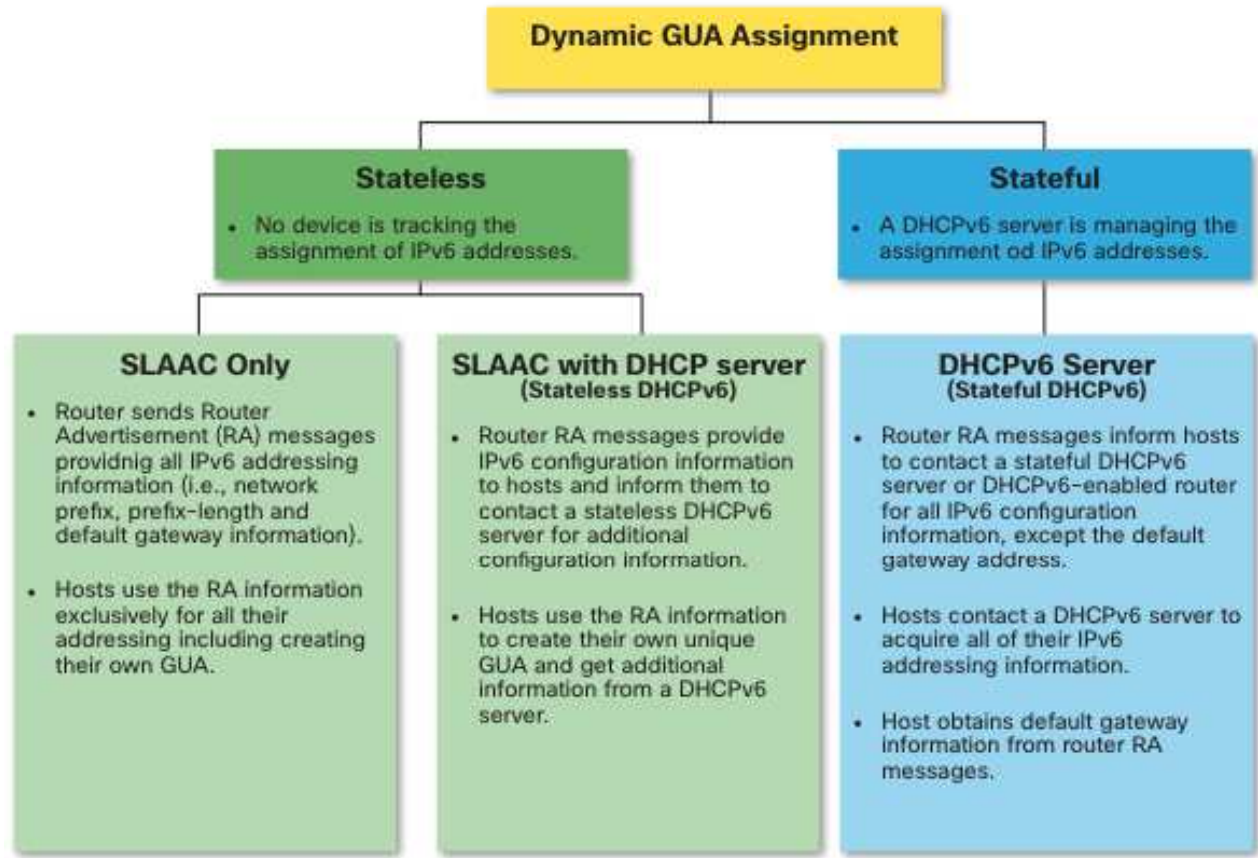 Dynamic GUA Assignment
Stateless
• No device is tracking the
assignment of IPv6 addresses.
Stateful
• A DHCPv6 server is managing the
assignment od IPv6 addresses.
SLAAC Only
• Router sends Router
Advertisement (RA) messages
providnig all IPv6 addressing
information (i.e., network
prefix, prefix-length and
default gateway information).
• Hosts use the RA information
exclusively for all their
addressing including creating
their own GUA.
SLAAC with DHCP server
(Stateless DHCPv6)
• Router RA messages provide
IPv6 configuration information
to hosts and inform them to
contact a stateless DHCPv6
server for additional
configuration information.
• Hosts use the RA information
to create their own unique
GUA and get additional
information from a DHCPv6
server.
DHCPv6 Server
(Stateful DHCPv6)
• Router RA messages inform hosts
to contact a stateful DHCPv6
server or DHCPv6-enabled router
for all IPv6 configuration
information, except the default
gateway address.
• Hosts contact a DHCPv6 server to
acquire all of their IPv6
addressing information.
• Host obtains default gateway
information from router RA
messages.